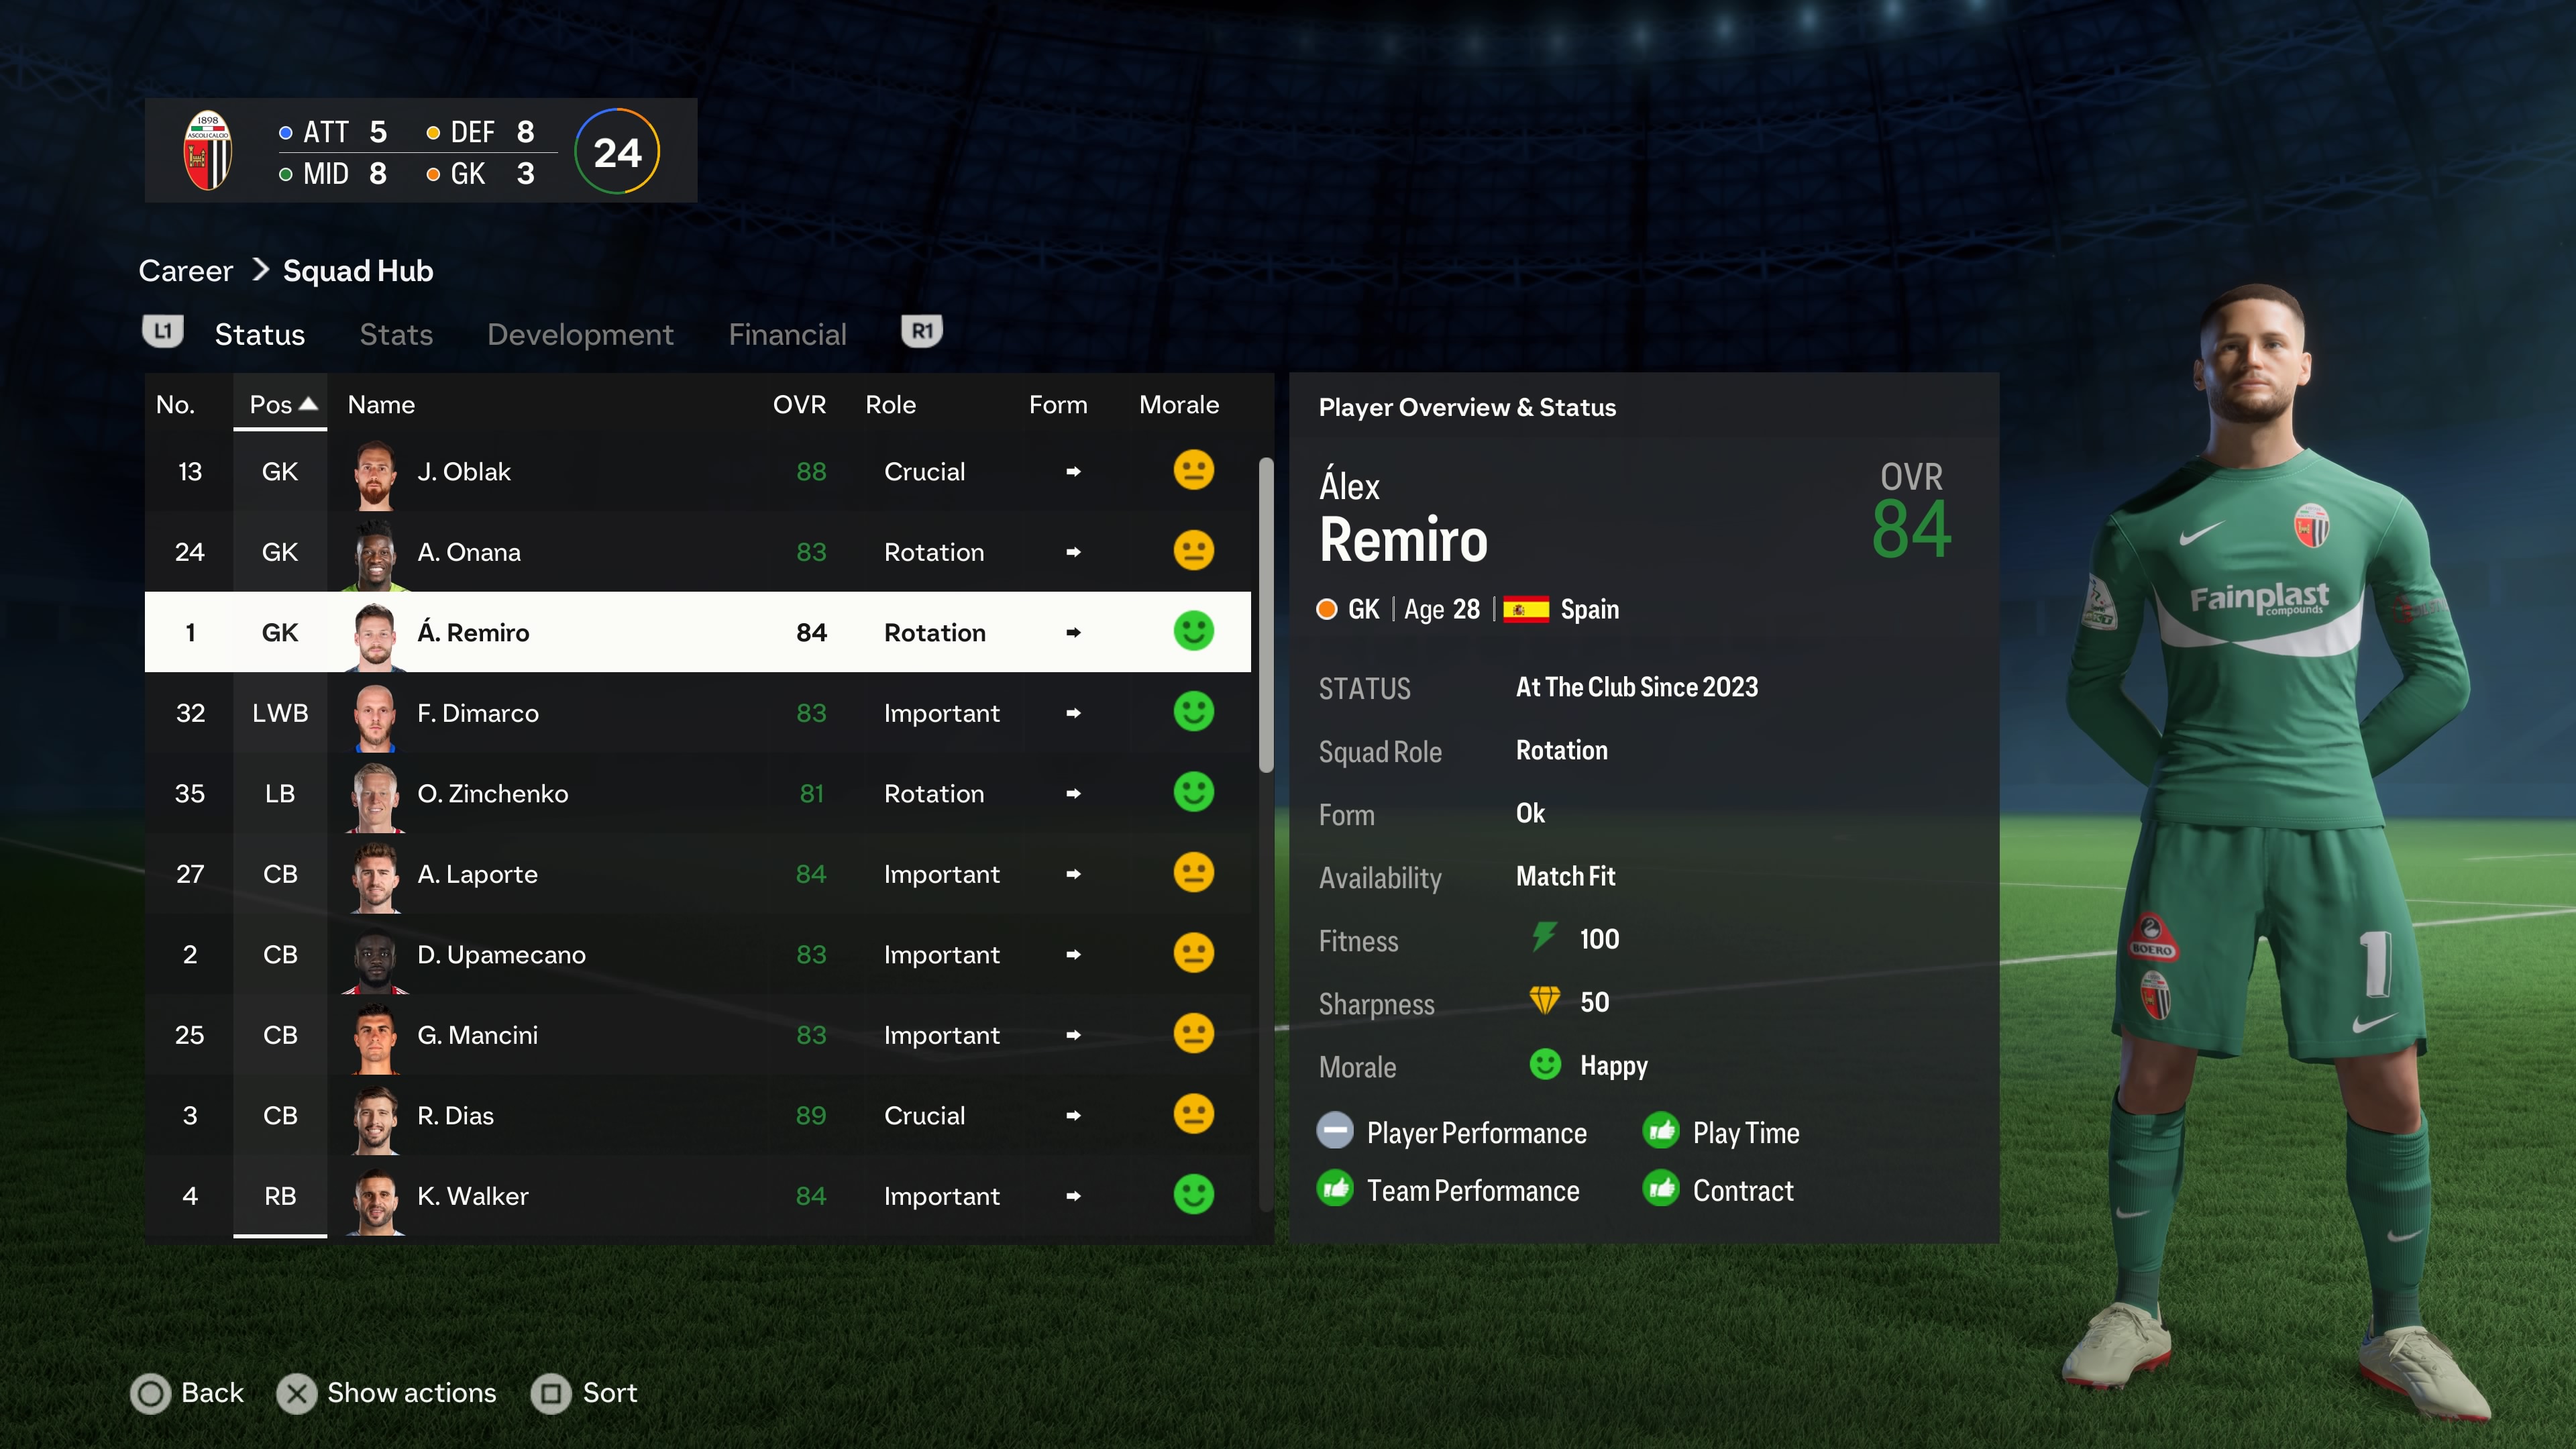 1898
ASCOLI CALCIO
ATT 5 DEF 8
MID 8 GK 3
24
Career > Squad Hub
L1 Status Stats Development Financial R1
No. Pos Name OVR Role Form Morale
13 GK J. Oblak 88 Crucial
24 GK A. Onana 83 Rotation
1 GK Á. Remiro 84 Rotation
32 LWB F. Dimarco 83 Important
35 LB O. Zinchenko 81 Rotation
27 CB A. Laporte 84 Important
2 CB D. Upamecano 83 Important
25 CB G. Mancini 83 Important
3 CB R. Dias 89 Crucial
4 RB K. Walker 84 Important
Player Overview & Status
Álex
Remiro
OVR
84
GK | Age 28 | Spain
STATUS At The Club Since 2023
Squad Role Rotation
Form Ok
Availability Match Fit
Fitness 100
Sharpness 50
Morale Happy
Player Performance Play Time
Team Performance Contract
Fainplast
compounds
BOERO
1
Back Show actions Sort